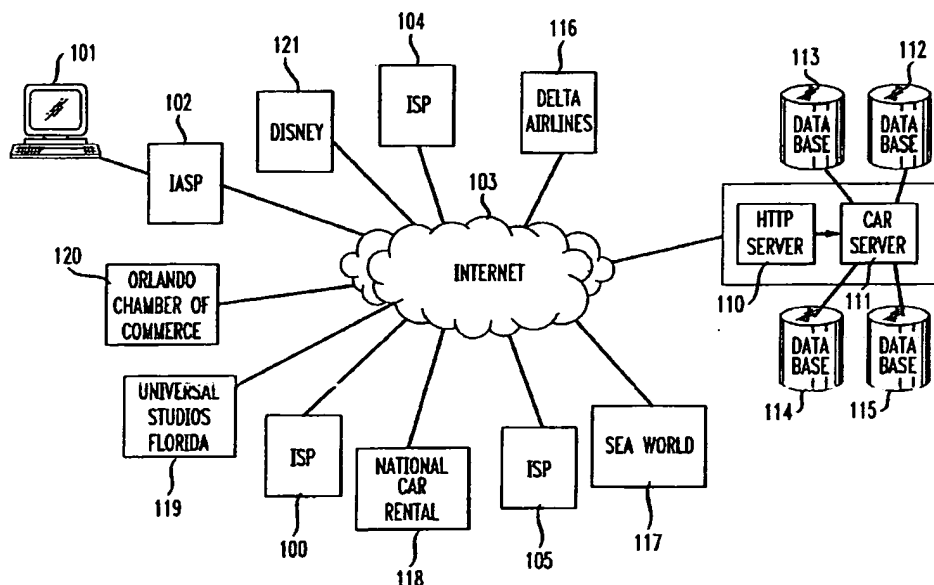 101
102
IASP
121
DISNEY
104
ISP
116
DELTA
AIRLINES
113
DATA
BASE
112
DATA
BASE
103
INTERNET
HTTP
SERVER
110
CAR
SERVER
111
120
ORLANDO
CHAMBER OF
COMMERCE
UNIVERSAL
STUDIOS
FLORIDA
119
ISP
100
NATIONAL
CAR
RENTAL
118
ISP
105
SEA WORLD
117
DATA
BASE
114
DATA
BASE
115